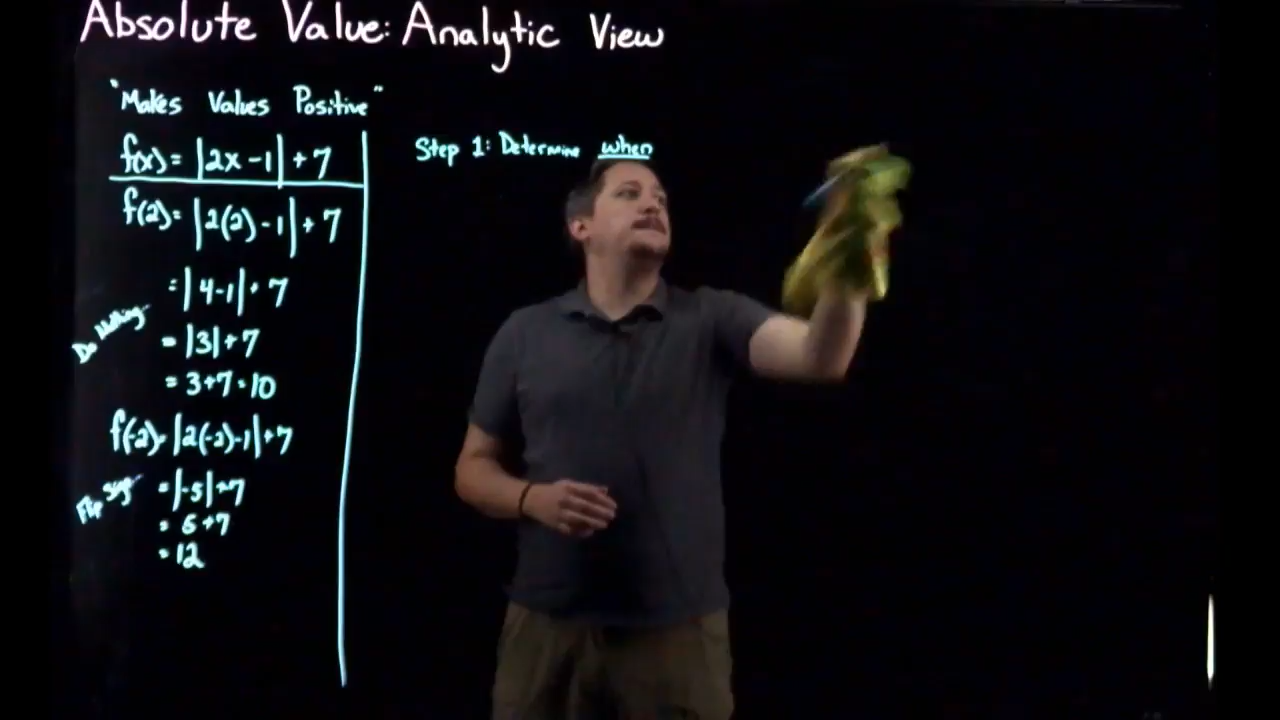 Absolute Value: Analytic View
"Makes Values Positive"
f(x) = |2x - 1| + 7
f(2) = |2(2) - 1| + 7
= |4-1| + 7
Do Nothing
= |3| + 7
= 3+7 = 10
f(-2) = |2(-2)-1| + 7
Flip Sign
= |-5| + 7
= 5 + 7
= 12
Step 1: Determine when